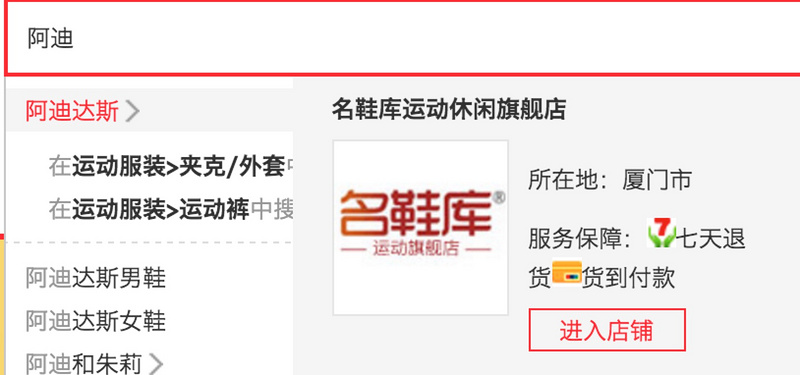 阿迪
阿迪达斯
在运动服装>夹克/外套
在运动服装>运动裤中搜
阿迪达斯男鞋
阿迪达斯女鞋
阿迪和朱莉
名鞋库运动休闲旗舰店
名鞋库®
运动旗舰店
所在地：厦门市
服务保障：7七天退
货货到付款
进入店铺